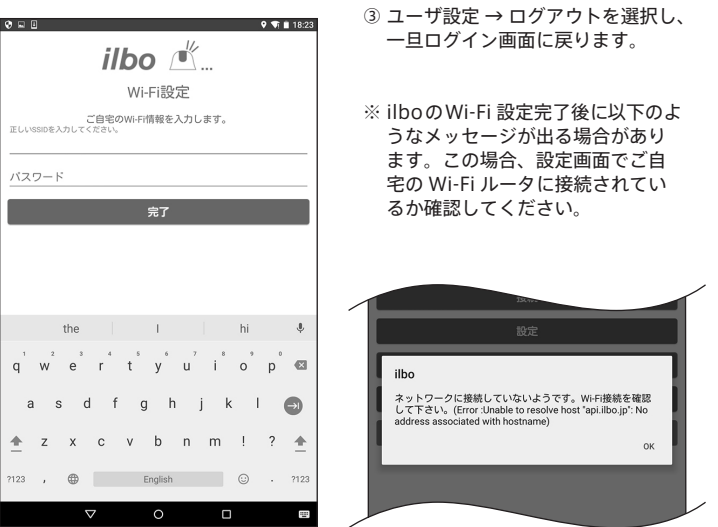 18:23
ilbo ...
Wi-Fi設定
ご自宅のWi-Fi情報を入力します。
正しいSSIDを入力してください。
パスワード
完了
the I hi
1 2 3 4 5 6 7 8 9 0
q w e r t y u i o p
a s d f g h j k l
z x c v b n m ! ?
?123 , English . ?123
③ ユーザ設定 → ログアウトを選択し、
一旦ログイン画面に戻ります。
※ ilboのWi-Fi 設定完了後に以下のよ
うなメッセージが出る場合があり
ます。この場合、設定画面でご自
宅の Wi-Fi ルータに接続されてい
るか確認してください。
設定
ilbo
ネットワークに接続していないようです。Wi-Fi接続を確認
して下さい。(Error :Unable to resolve host "api.ilbo.jp": No
address associated with hostname)
OK